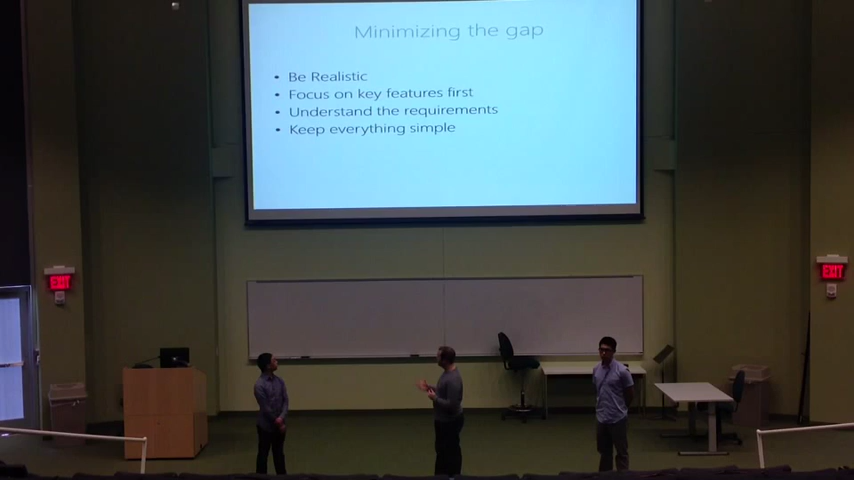 Minimizing the gap
• Be Realistic
• Focus on key features first
• Understand the requirements
• Keep everything simple
EXIT
EXIT